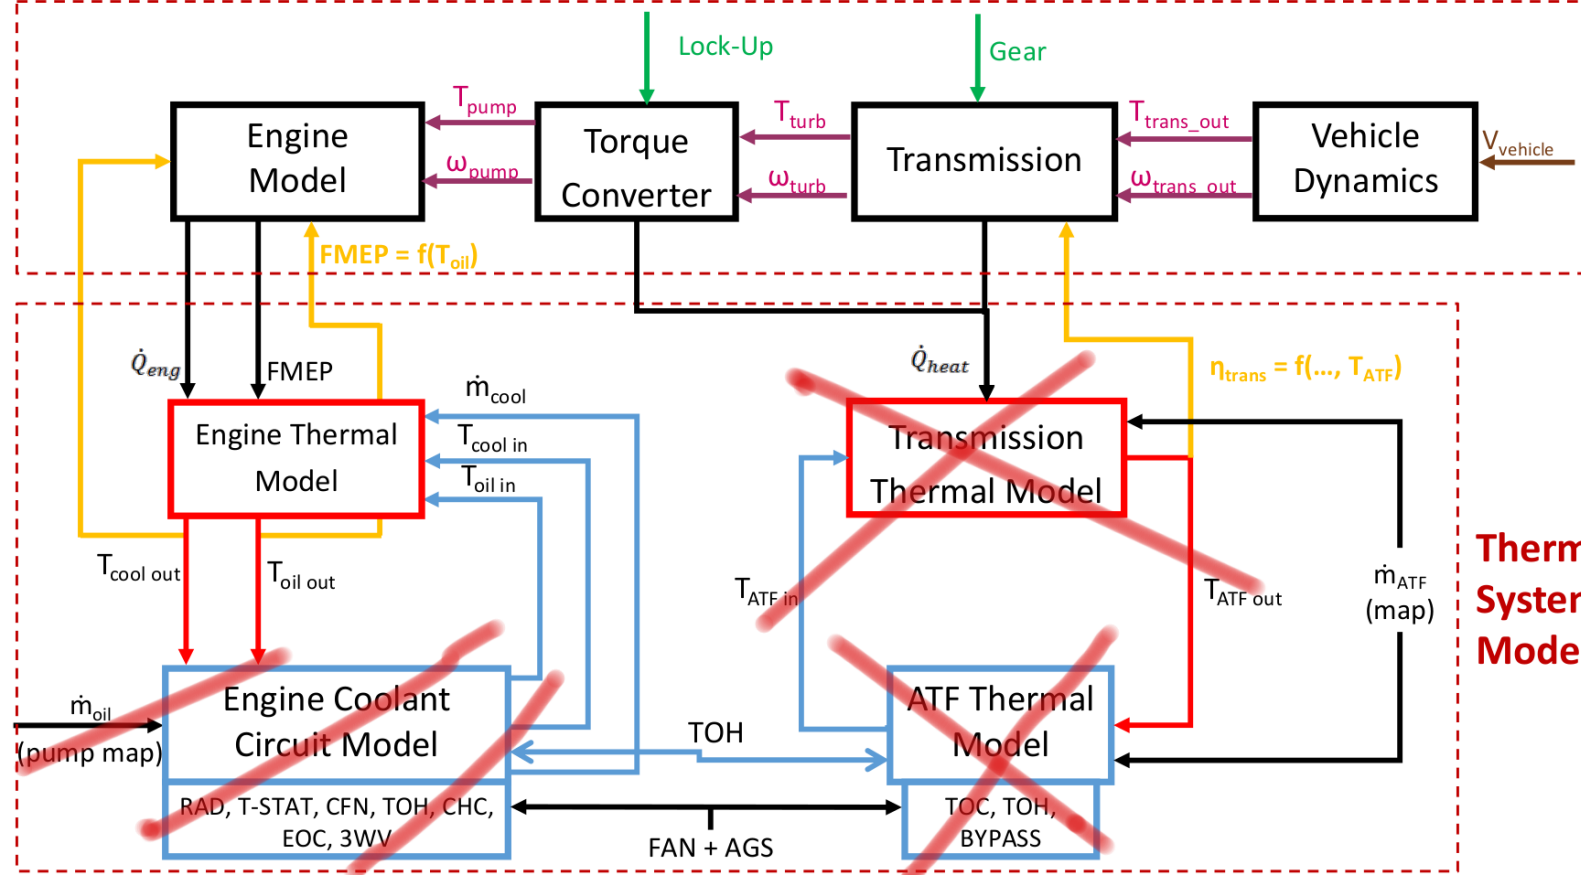 Lock-Up
Gear
T_pump
T_turb
T_trans_out
V_vehicle
Engine
Model
Torque
Converter
Transmission
Vehicle
Dynamics
ω_pump
ω_turb
ω_trans_out
FMEP = f(T_oil)
Q̇_eng
FMEP
Q̇_heat
η_trans = f(..., T_ATF)
ṁ_cool
T_cool in
T_oil in
Engine Thermal
Model
Transmission
Thermal Model
T_cool out
T_oil out
T_ATF in
T_ATF out
ṁ_ATF
(map)
Therm
System
Mode
ṁ_oil
(pump map)
Engine Coolant
Circuit Model
TOH
ATF Thermal
Model
RAD, T-STAT, CFN, TOH, CHC,
EOC, 3WV
FAN + AGS
TOC, TOH,
BYPASS